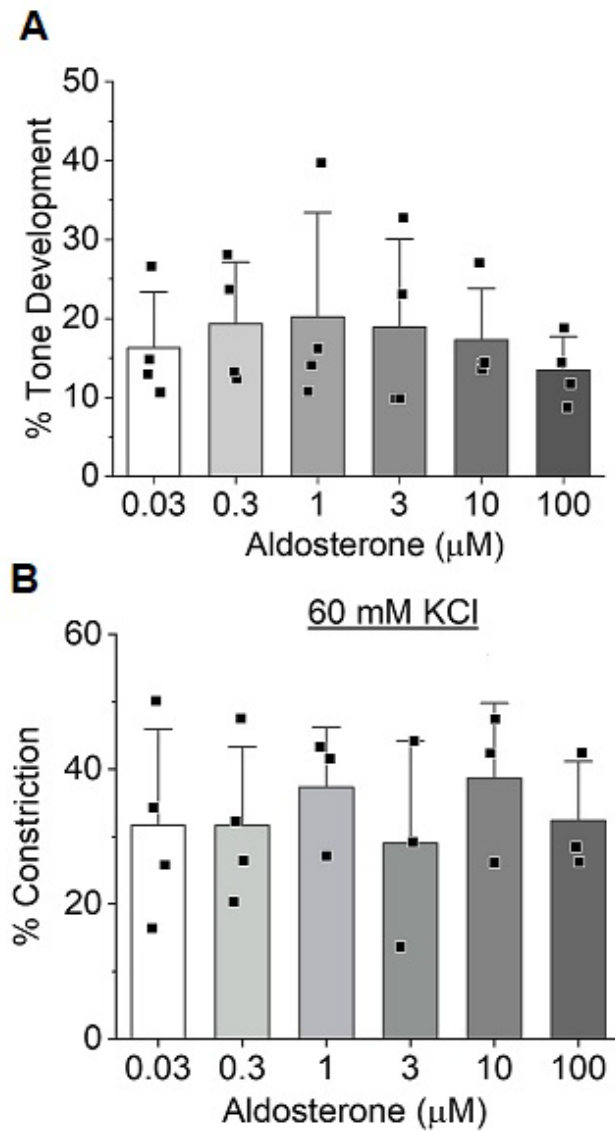 A
% Tone Development
50
40
30
20
10
0
0.03 0.3 1 3 10 100
Aldosterone (μM)
B
60 mM KCl
% Constriction
60
40
20
0
0.03 0.3 1 3 10 100
Aldosterone (μM)